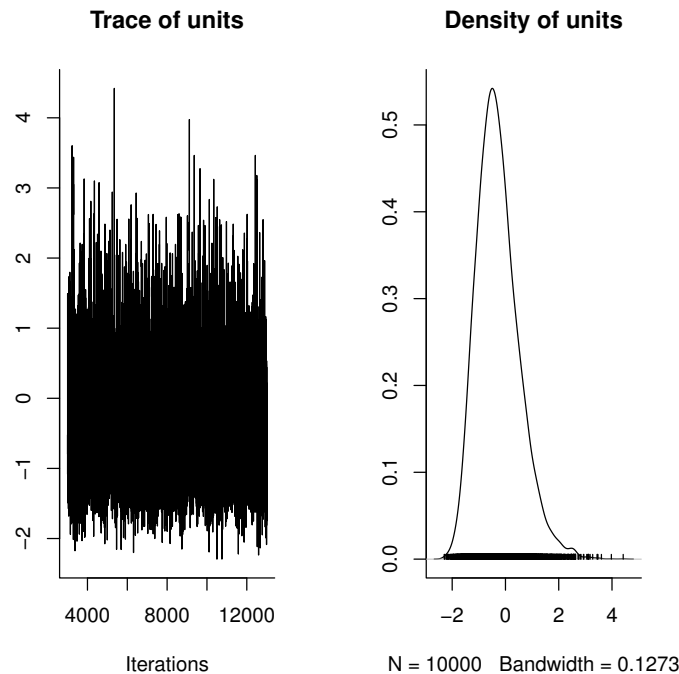 Trace of units
4
3
2
1
0
−1
−2
4000 8000 12000
Iterations
Density of units
0.5
0.4
0.3
0.2
0.1
0.0
−2 0 2 4
N = 10000 Bandwidth = 0.1273